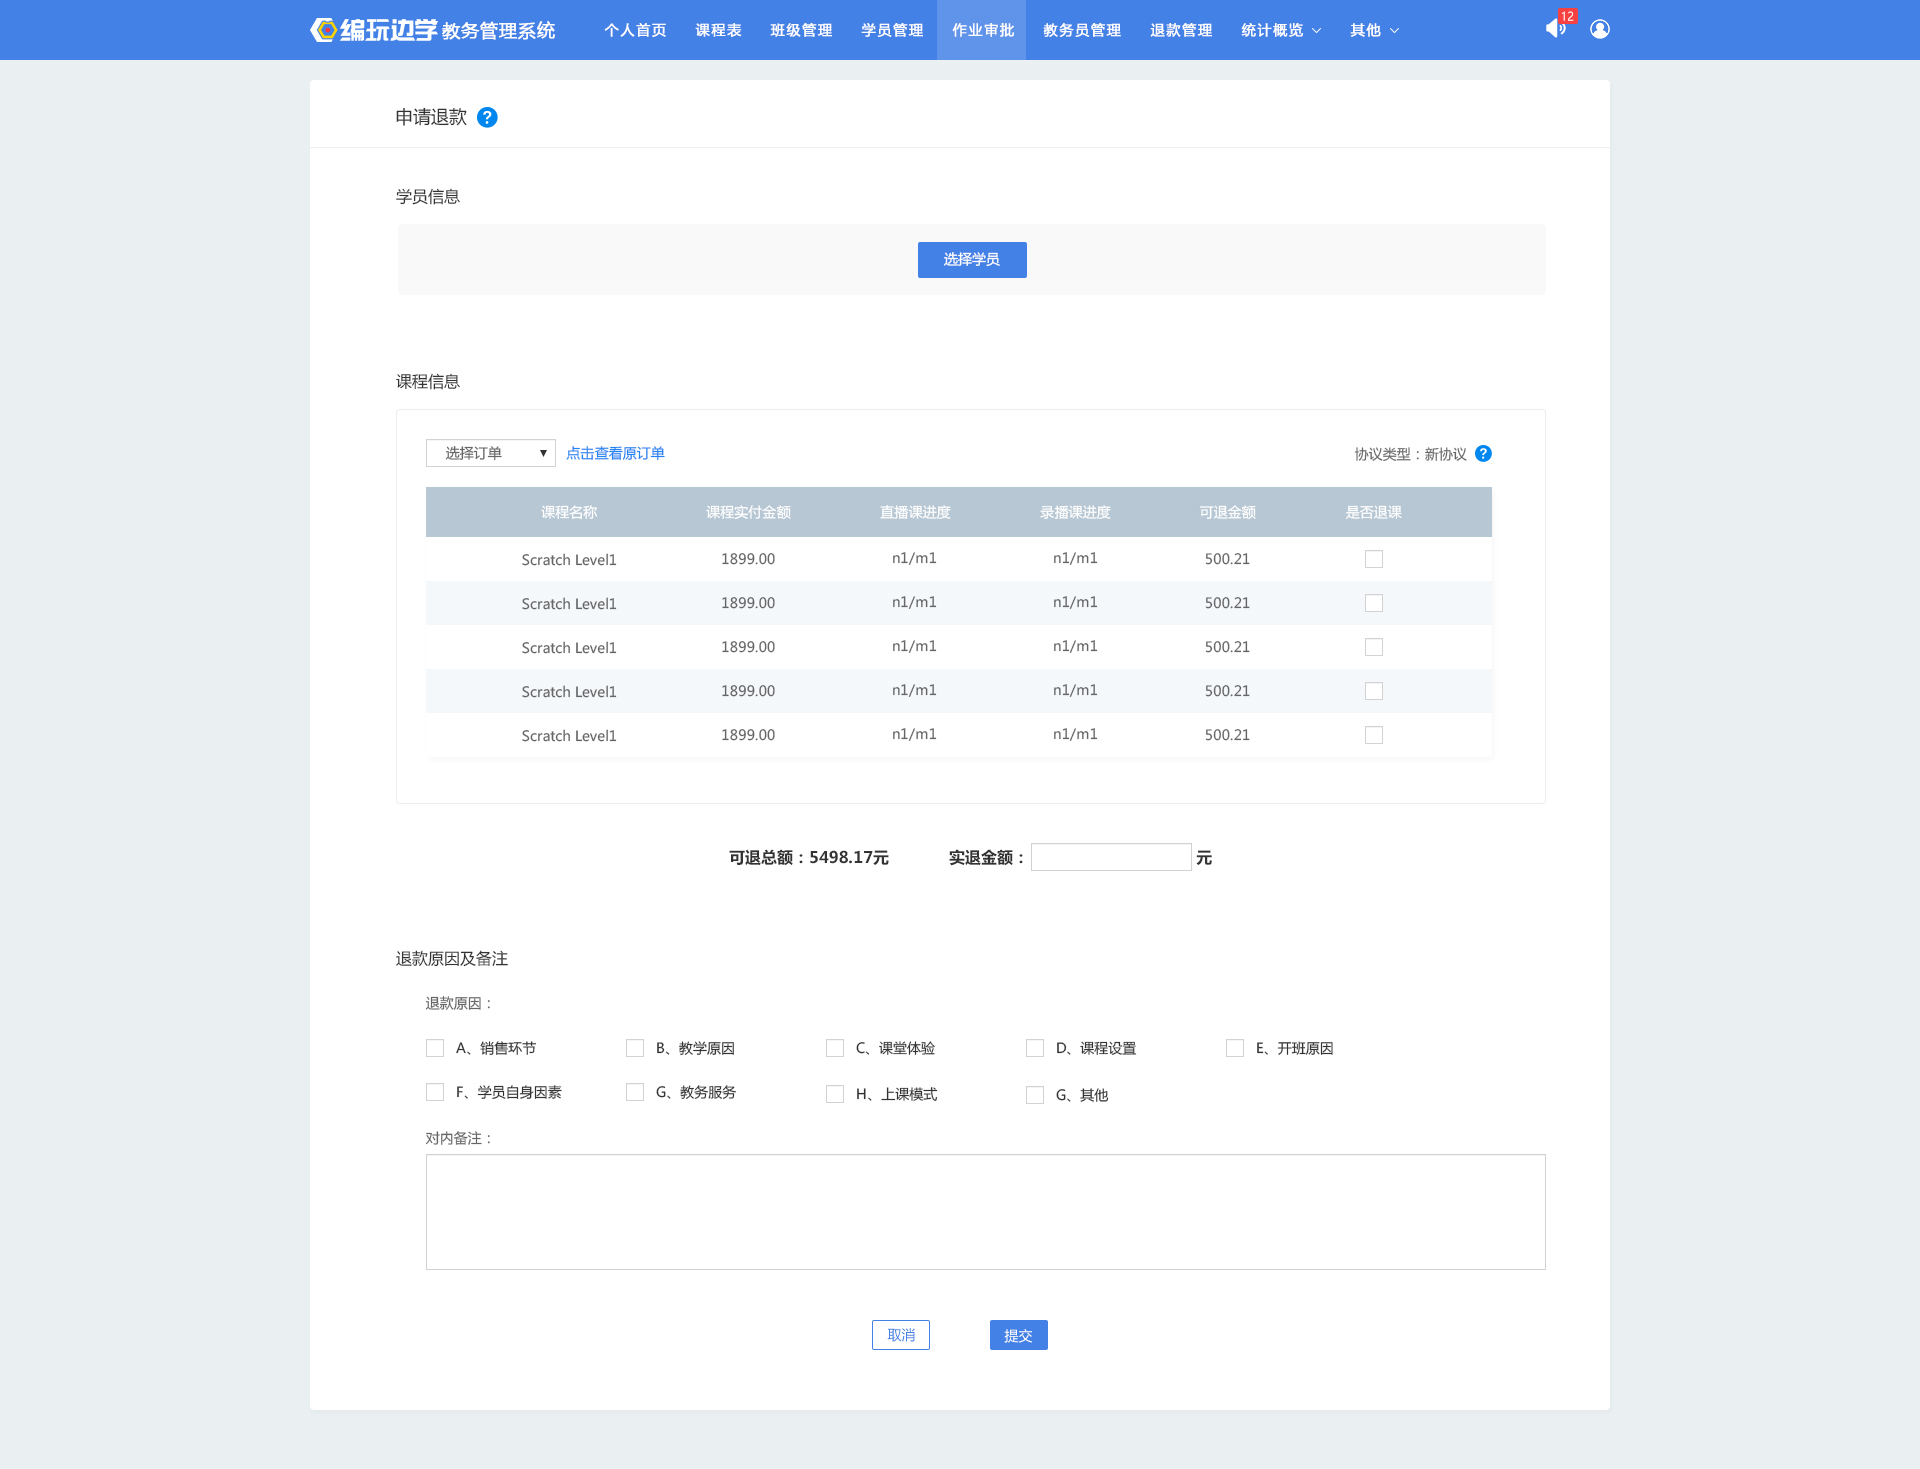 编玩边学 教务管理系统 个人首页 课程表 班级管理 学员管理 作业审批 教务员管理 退款管理 统计概览 其他 12
申请退款 ?
学员信息
选择学员
课程信息
选择订单 ▼ 点击查看原订单 协议类型：新协议 ?
课程名称 课程实付金额 直播课进度 录播课进度 可退金额 是否退课
Scratch Level1 1899.00 n1/m1 n1/m1 500.21
Scratch Level1 1899.00 n1/m1 n1/m1 500.21
Scratch Level1 1899.00 n1/m1 n1/m1 500.21
Scratch Level1 1899.00 n1/m1 n1/m1 500.21
Scratch Level1 1899.00 n1/m1 n1/m1 500.21
可退总额：5498.17元 实退金额： 元
退款原因及备注
退款原因：
A、销售环节 B、教学原因 C、课堂体验 D、课程设置 E、开班原因
F、学员自身因素 G、教务服务 H、上课模式 G、其他
对内备注：
取消 提交